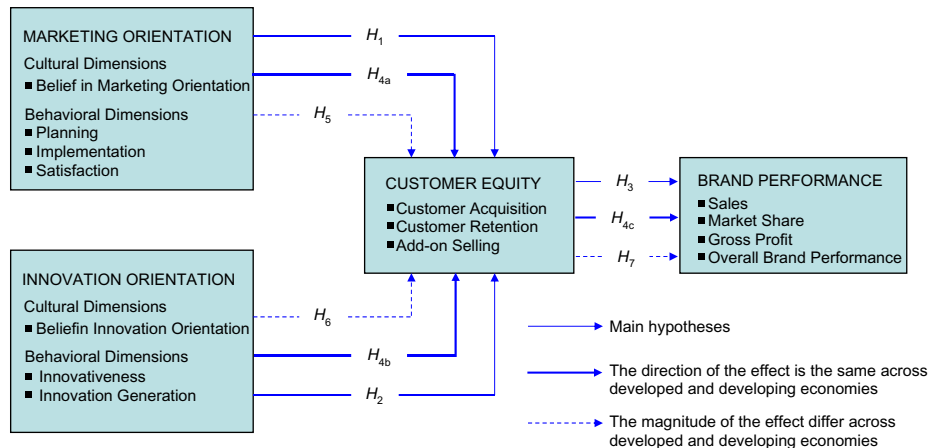 MARKETING ORIENTATION
Cultural Dimensions
■ Belief in Marketing Orientation
Behavioral Dimensions
■ Planning
■ Implementation
■ Satisfaction
H1
H4a
H5
CUSTOMER EQUITY
■ Customer Acquisition
■ Customer Retention
■ Add-on Selling
H3
H4c
H7
BRAND PERFORMANCE
■ Sales
■ Market Share
■ Gross Profit
■ Overall Brand Performance
INNOVATION ORIENTATION
Cultural Dimensions
■ Beliefin Innovation Orientation
Behavioral Dimensions
■ Innovativeness
■ Innovation Generation
H6
H4b
H2
Main hypotheses
The direction of the effect is the same across
developed and developing economies
The magnitude of the effect differ across
developed and developing economies